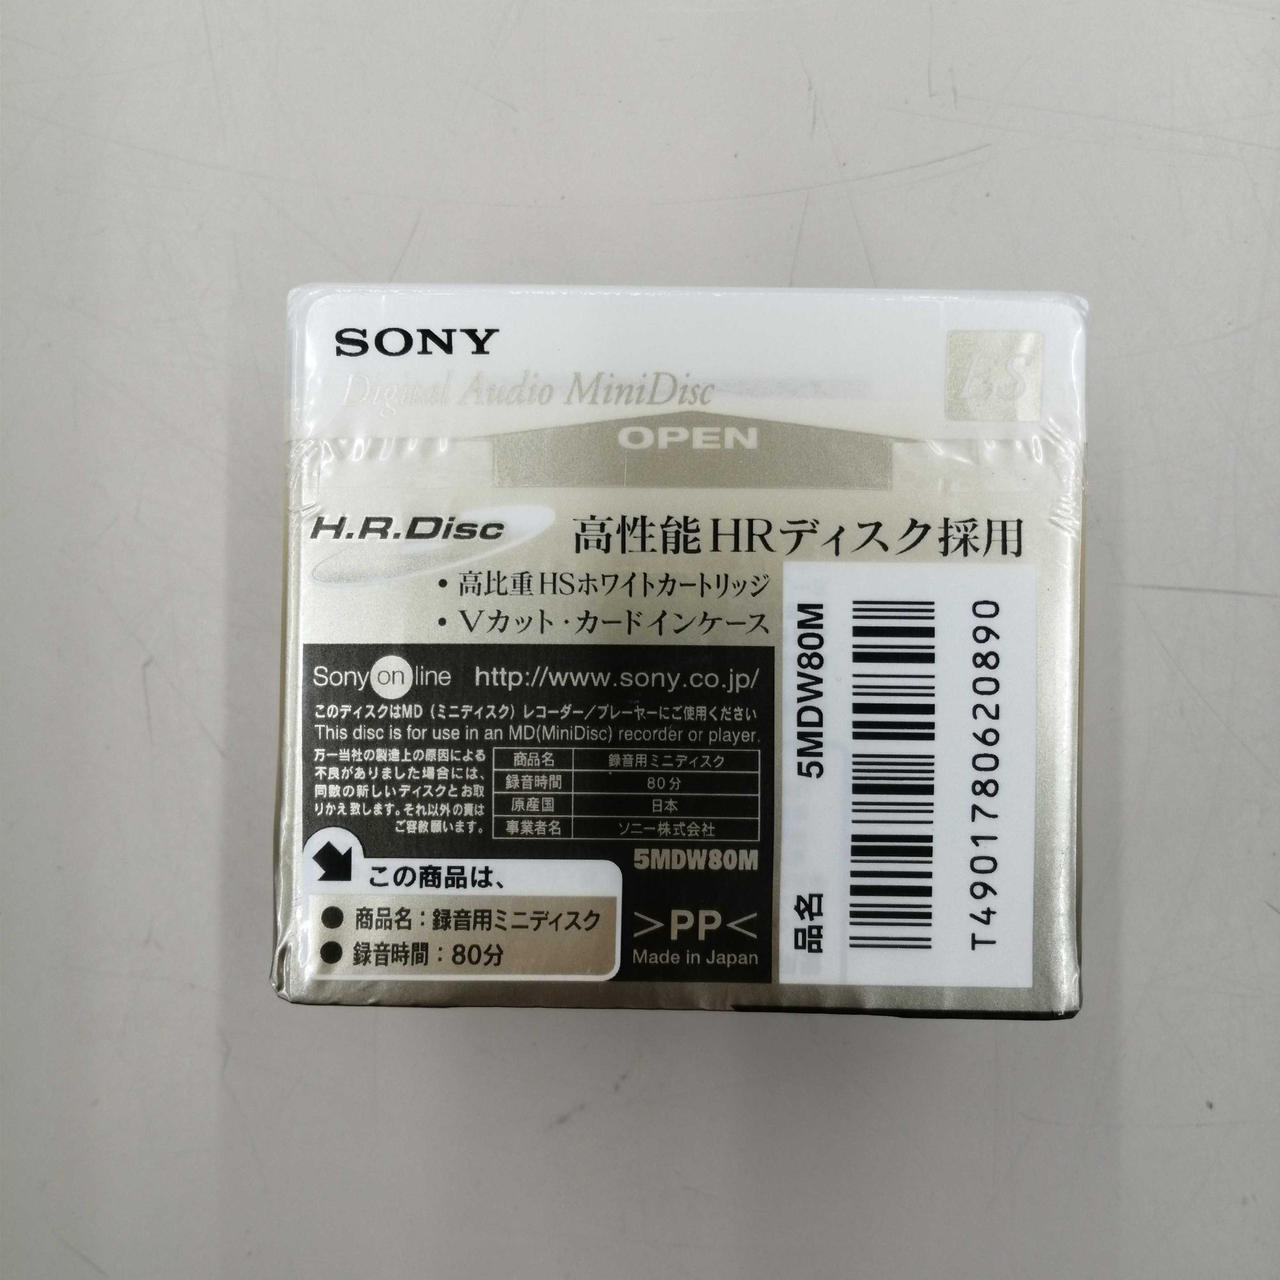 SONY
Digital Audio MiniDisc
ES
OPEN
H.R.Disc
高性能HRディスク採用
・高比重HSホワイトカートリッジ
・Vカット・カードインケース
Sony on line http://www.sony.co.jp/
このディスクはMD（ミニディスク）レコーダー／プレーヤーにご使用ください
This disc is for use in an MD(MiniDisc) recorder or player.
万一当社の製造上の原因による
不良がありました場合には、
同数の新しいディスクとお取
りかえ致します。それ以外の責は
ご容赦願います。
商品名 録音用ミニディスク
録音時間 80分
原産国 日本
事業者名 ソニー株式会社
5MDW80M
この商品は、
● 商品名：録音用ミニディスク
● 録音時間：80分
>PP<
Made in Japan
品名 5MDW80M
T4901780620890